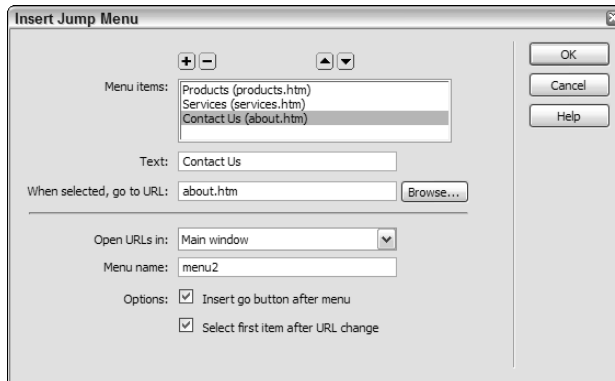 Insert Jump Menu
Menu items:
Products (products.htm)
Services (services.htm)
Contact Us (about.htm)
Text: Contact Us
When selected, go to URL: about.htm Browse...
Open URLs in: Main window
Menu name: menu2
Options: Insert go button after menu
Select first item after URL change
OK
Cancel
Help